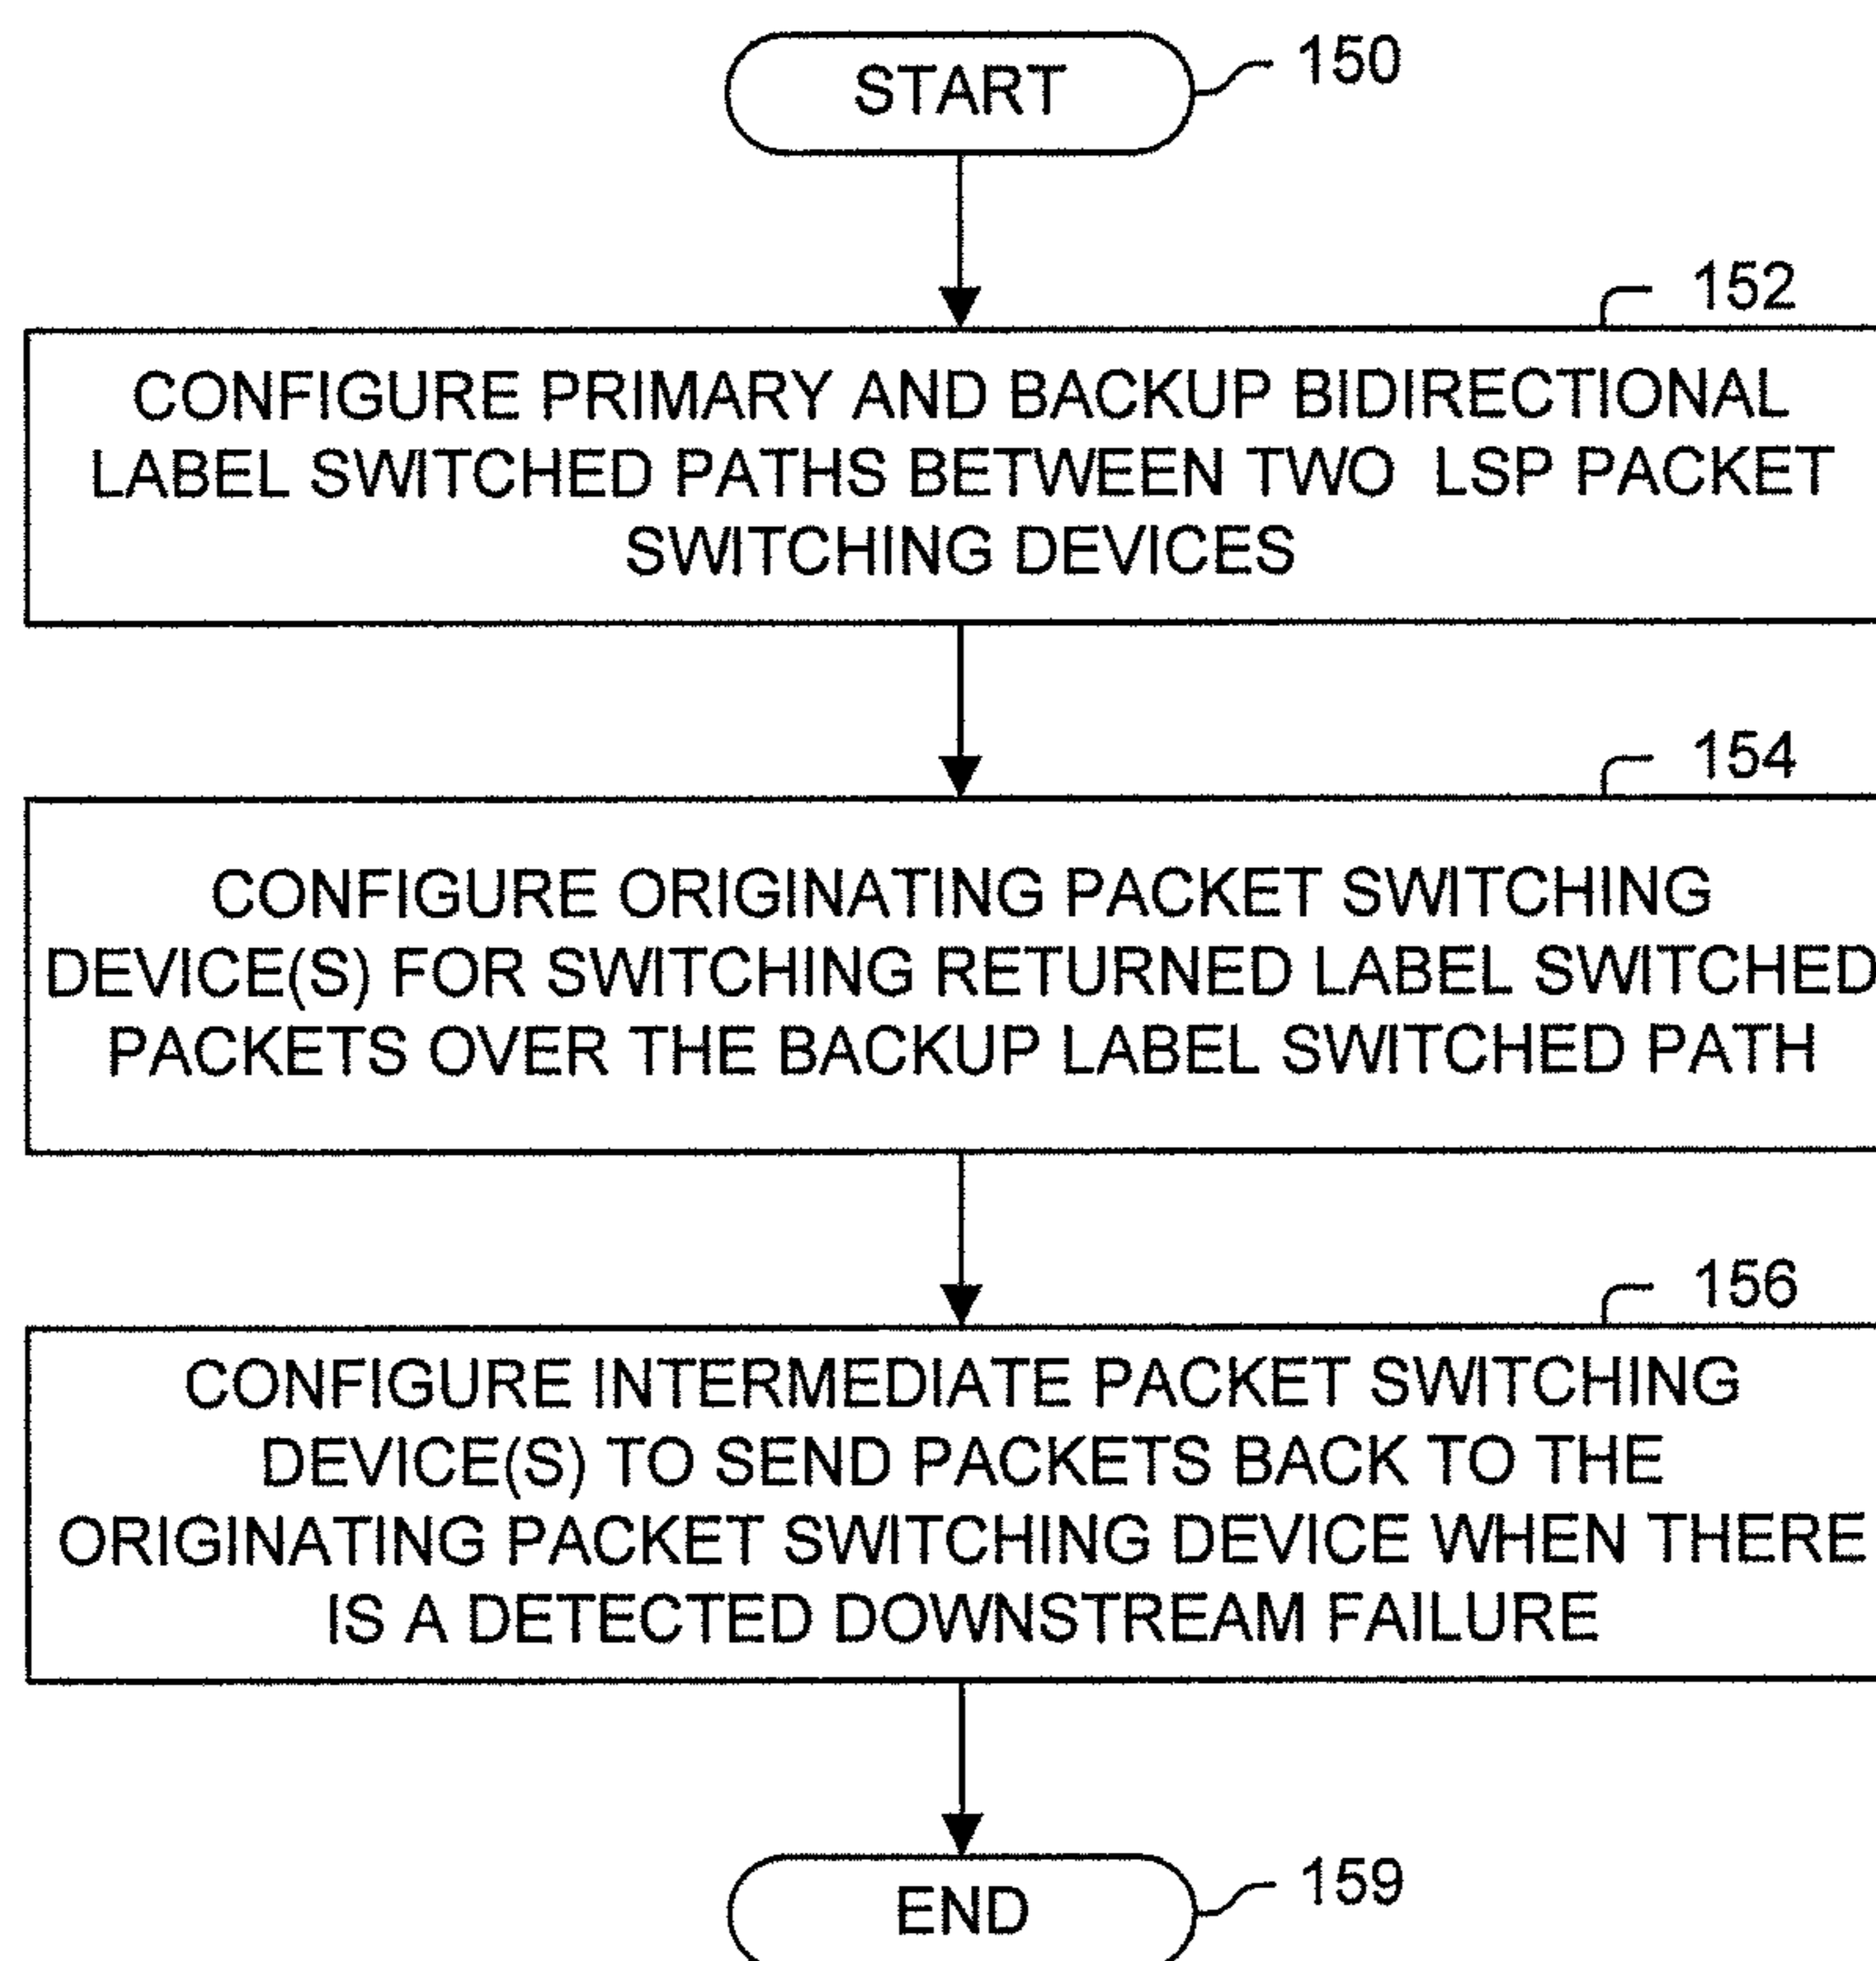 START
150
152
CONFIGURE PRIMARY AND BACKUP BIDIRECTIONAL
LABEL SWITCHED PATHS BETWEEN TWO LSP PACKET
SWITCHING DEVICES
154
CONFIGURE ORIGINATING PACKET SWITCHING
DEVICE(S) FOR SWITCHING RETURNED LABEL SWITCHED
PACKETS OVER THE BACKUP LABEL SWITCHED PATH
156
CONFIGURE INTERMEDIATE PACKET SWITCHING
DEVICE(S) TO SEND PACKETS BACK TO THE
ORIGINATING PACKET SWITCHING DEVICE WHEN THERE
IS A DETECTED DOWNSTREAM FAILURE
END
159